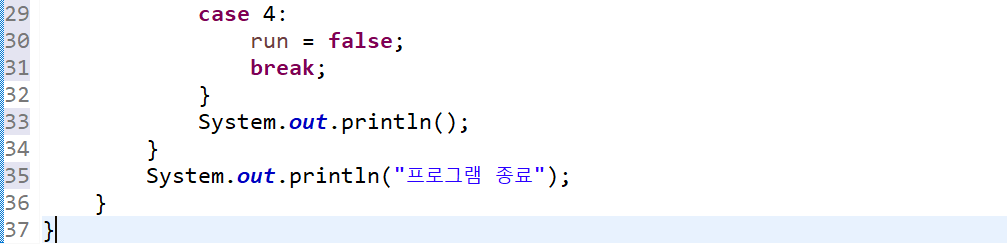 29 case 4:
30 run = false;
31 break;
32 }
33 System.out.println();
34 }
35 System.out.println("프로그램 종료");
36 }
37 }